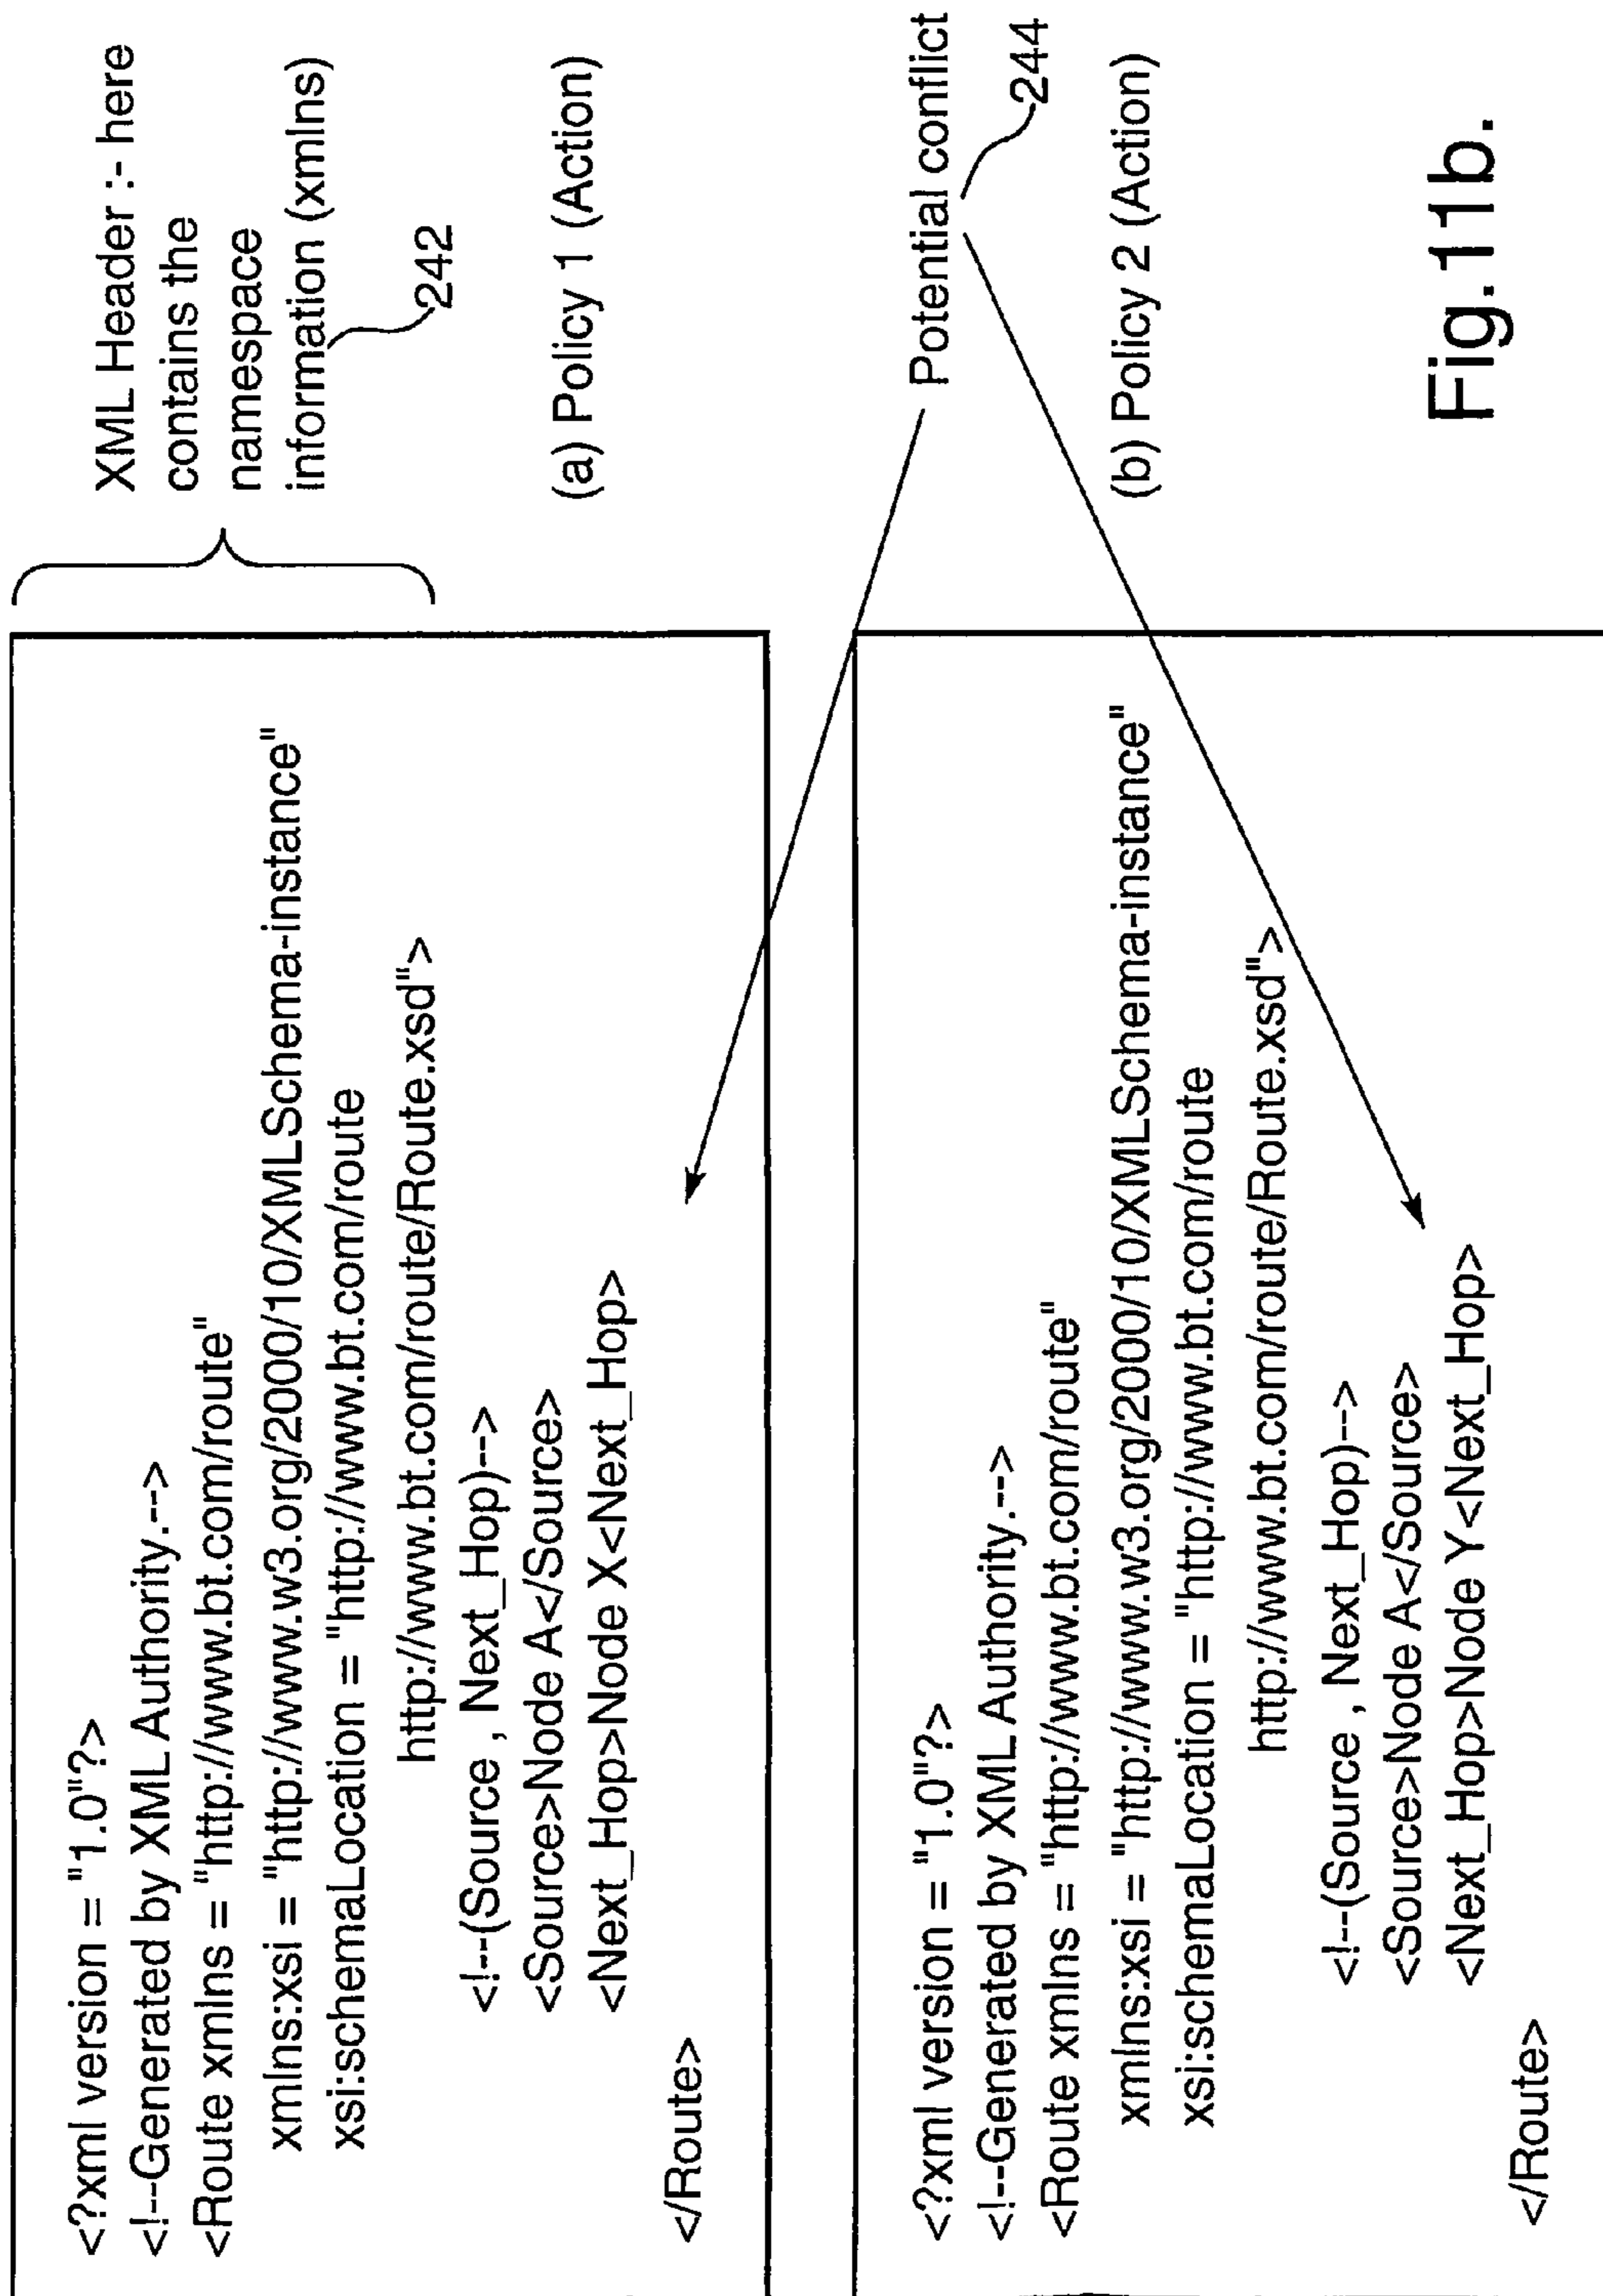 <?xml version = "1.0"?>
<!--Generated by XML Authority.-->
<Route xmlns = "http://www.bt.com/route"
xmlns:xsi = "http://www.w3.org/2000/10/XMLSchema-instance"
xsi:schemaLocation = "http://www.bt.com/route
http://www.bt.com/route/Route.xsd">
<!--(Source , Next_Hop)-->
<Source>Node A</Source>
<Next_Hop>Node X<Next_Hop>
</Route>
XML Header :- here
contains the
namespace
information (xmlns)
242
(a) Policy 1 (Action)
Potential conflict
244
<?xml version = "1.0"?>
<!--Generated by XML Authority.-->
<Route xmlns = "http://www.bt.com/route"
xmlns:xsi = "http://www.w3.org/2000/10/XMLSchema-instance"
xsi:schemaLocation = "http://www.bt.com/route
http://www.bt.com/route/Route.xsd">
<!--(Source , Next_Hop)-->
<Source>Node A</Source>
<Next_Hop>Node Y<Next_Hop>
</Route>
(b) Policy 2 (Action)
Fig.11b.